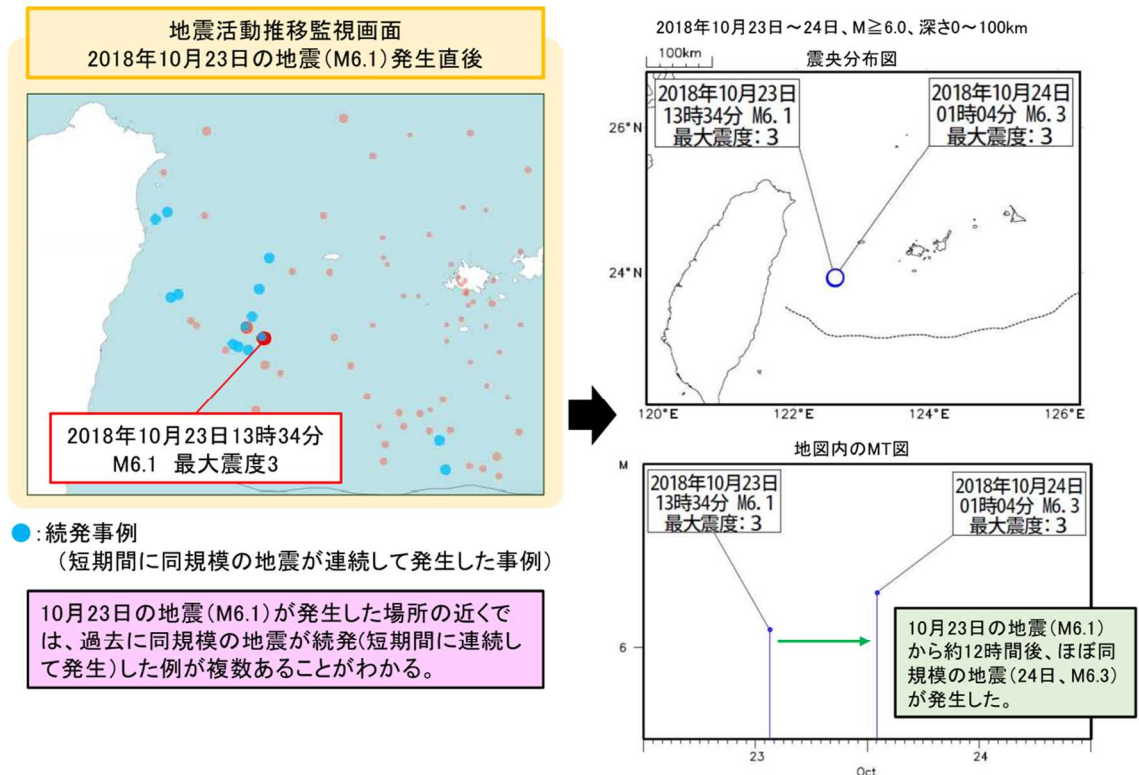 地震活動推移監視画面
2018年10月23日の地震(M6.1)発生直後
2018年10月23日13時34分
M6.1 最大震度3
●:続発事例
(短期間に同規模の地震が連続して発生した事例)
10月23日の地震(M6.1)が発生した場所の近くで
は、過去に同規模の地震が続発(短期間に連続し
て発生)した例が複数あることがわかる。
2018年10月23日~24日、M≧6.0、深さ0~100km
100km
震央分布図
2018年10月23日
13時34分 M6.1
最大震度:3
2018年10月24日
01時04分 M6.3
最大震度:3
26°N
24°N
120°E 122°E 124°E 126°E
地図内のMT図
M
2018年10月23日
13時34分 M6.1
最大震度:3
2018年10月24日
01時04分 M6.3
最大震度:3
6
10月23日の地震(M6.1)
から約12時間後、ほぼ同
規模の地震(24日、M6.3)
が発生した。
23 24
Oct